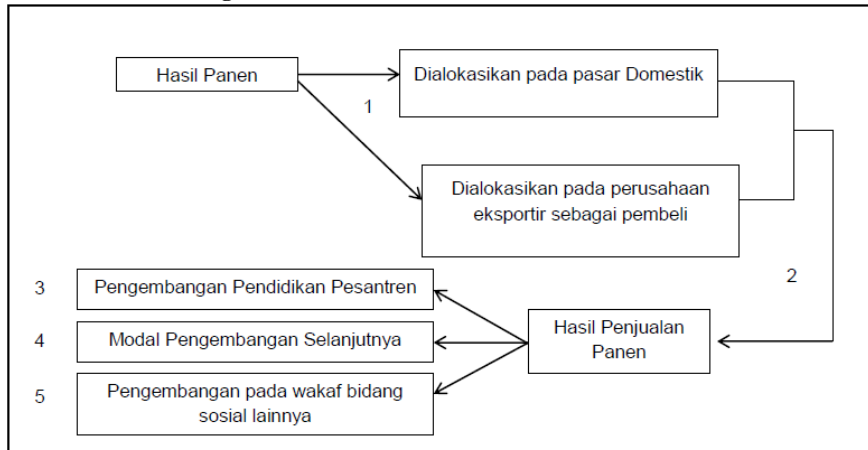 Hasil Panen
Dialokasikan pada pasar Domestik
1
Dialokasikan pada perusahaan
eksportir sebagai pembeli
2
3
Pengembangan Pendidikan Pesantren
4
Modal Pengembangan Selanjutnya
5
Pengembangan pada wakaf bidang
sosial lainnya
Hasil Penjualan
Panen